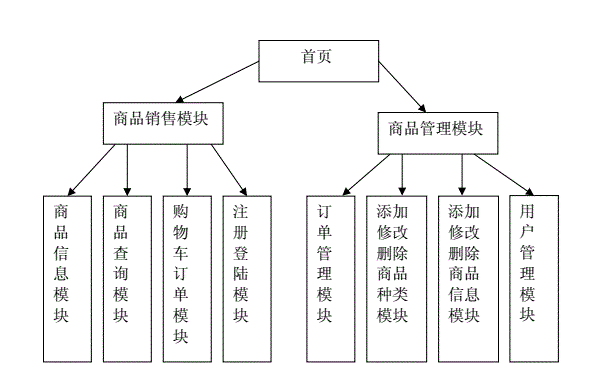 首页
商品销售模块
商品管理模块
商品信息模块
商品查询模块
购物车订单模块
注册登陆模块
订单管理模块
添加
修改
删除
商品
种类
模块
添加
修改
删除
商品
信息
模块
用户管理模块